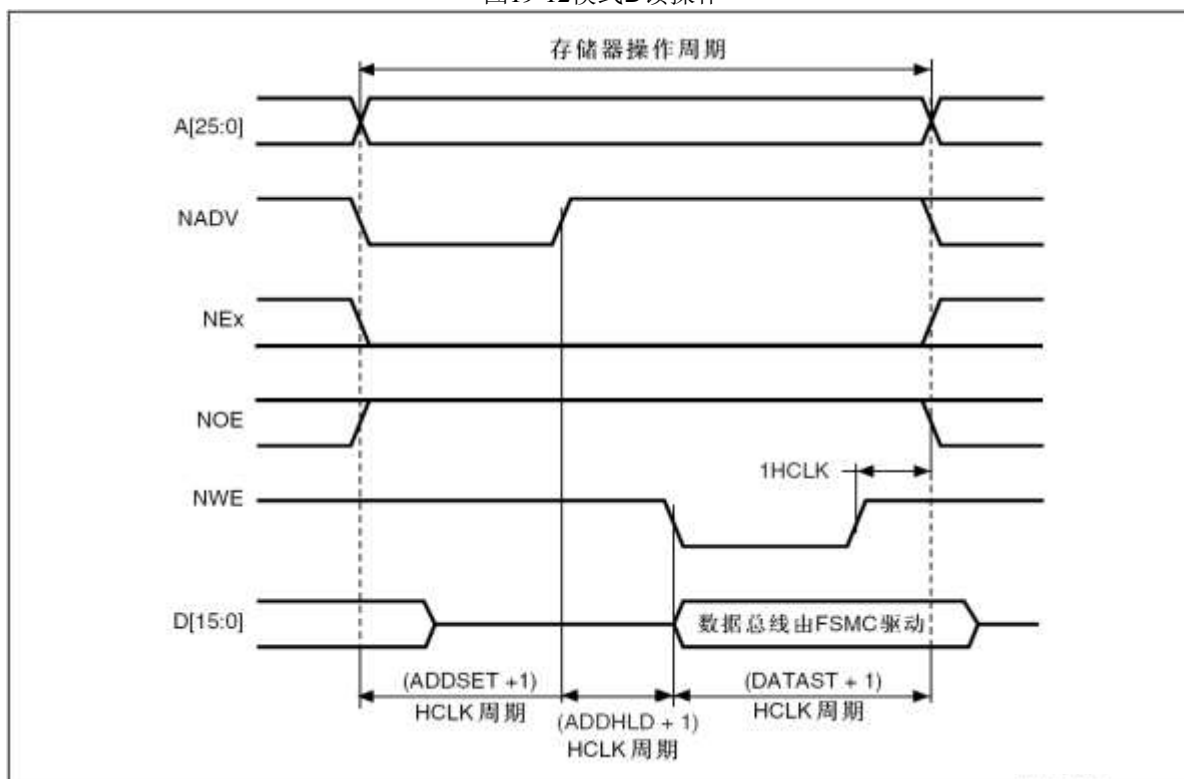 存储器操作周期
A[25:0]
NADV
NEx
NOE
1HCLK
NWE
D[15:0]
数据总线由FSMC驱动
(ADDSET +1)
HCLK 周期
(ADDHLD + 1)
HCLK 周期
(DATAST + 1)
HCLK 周期